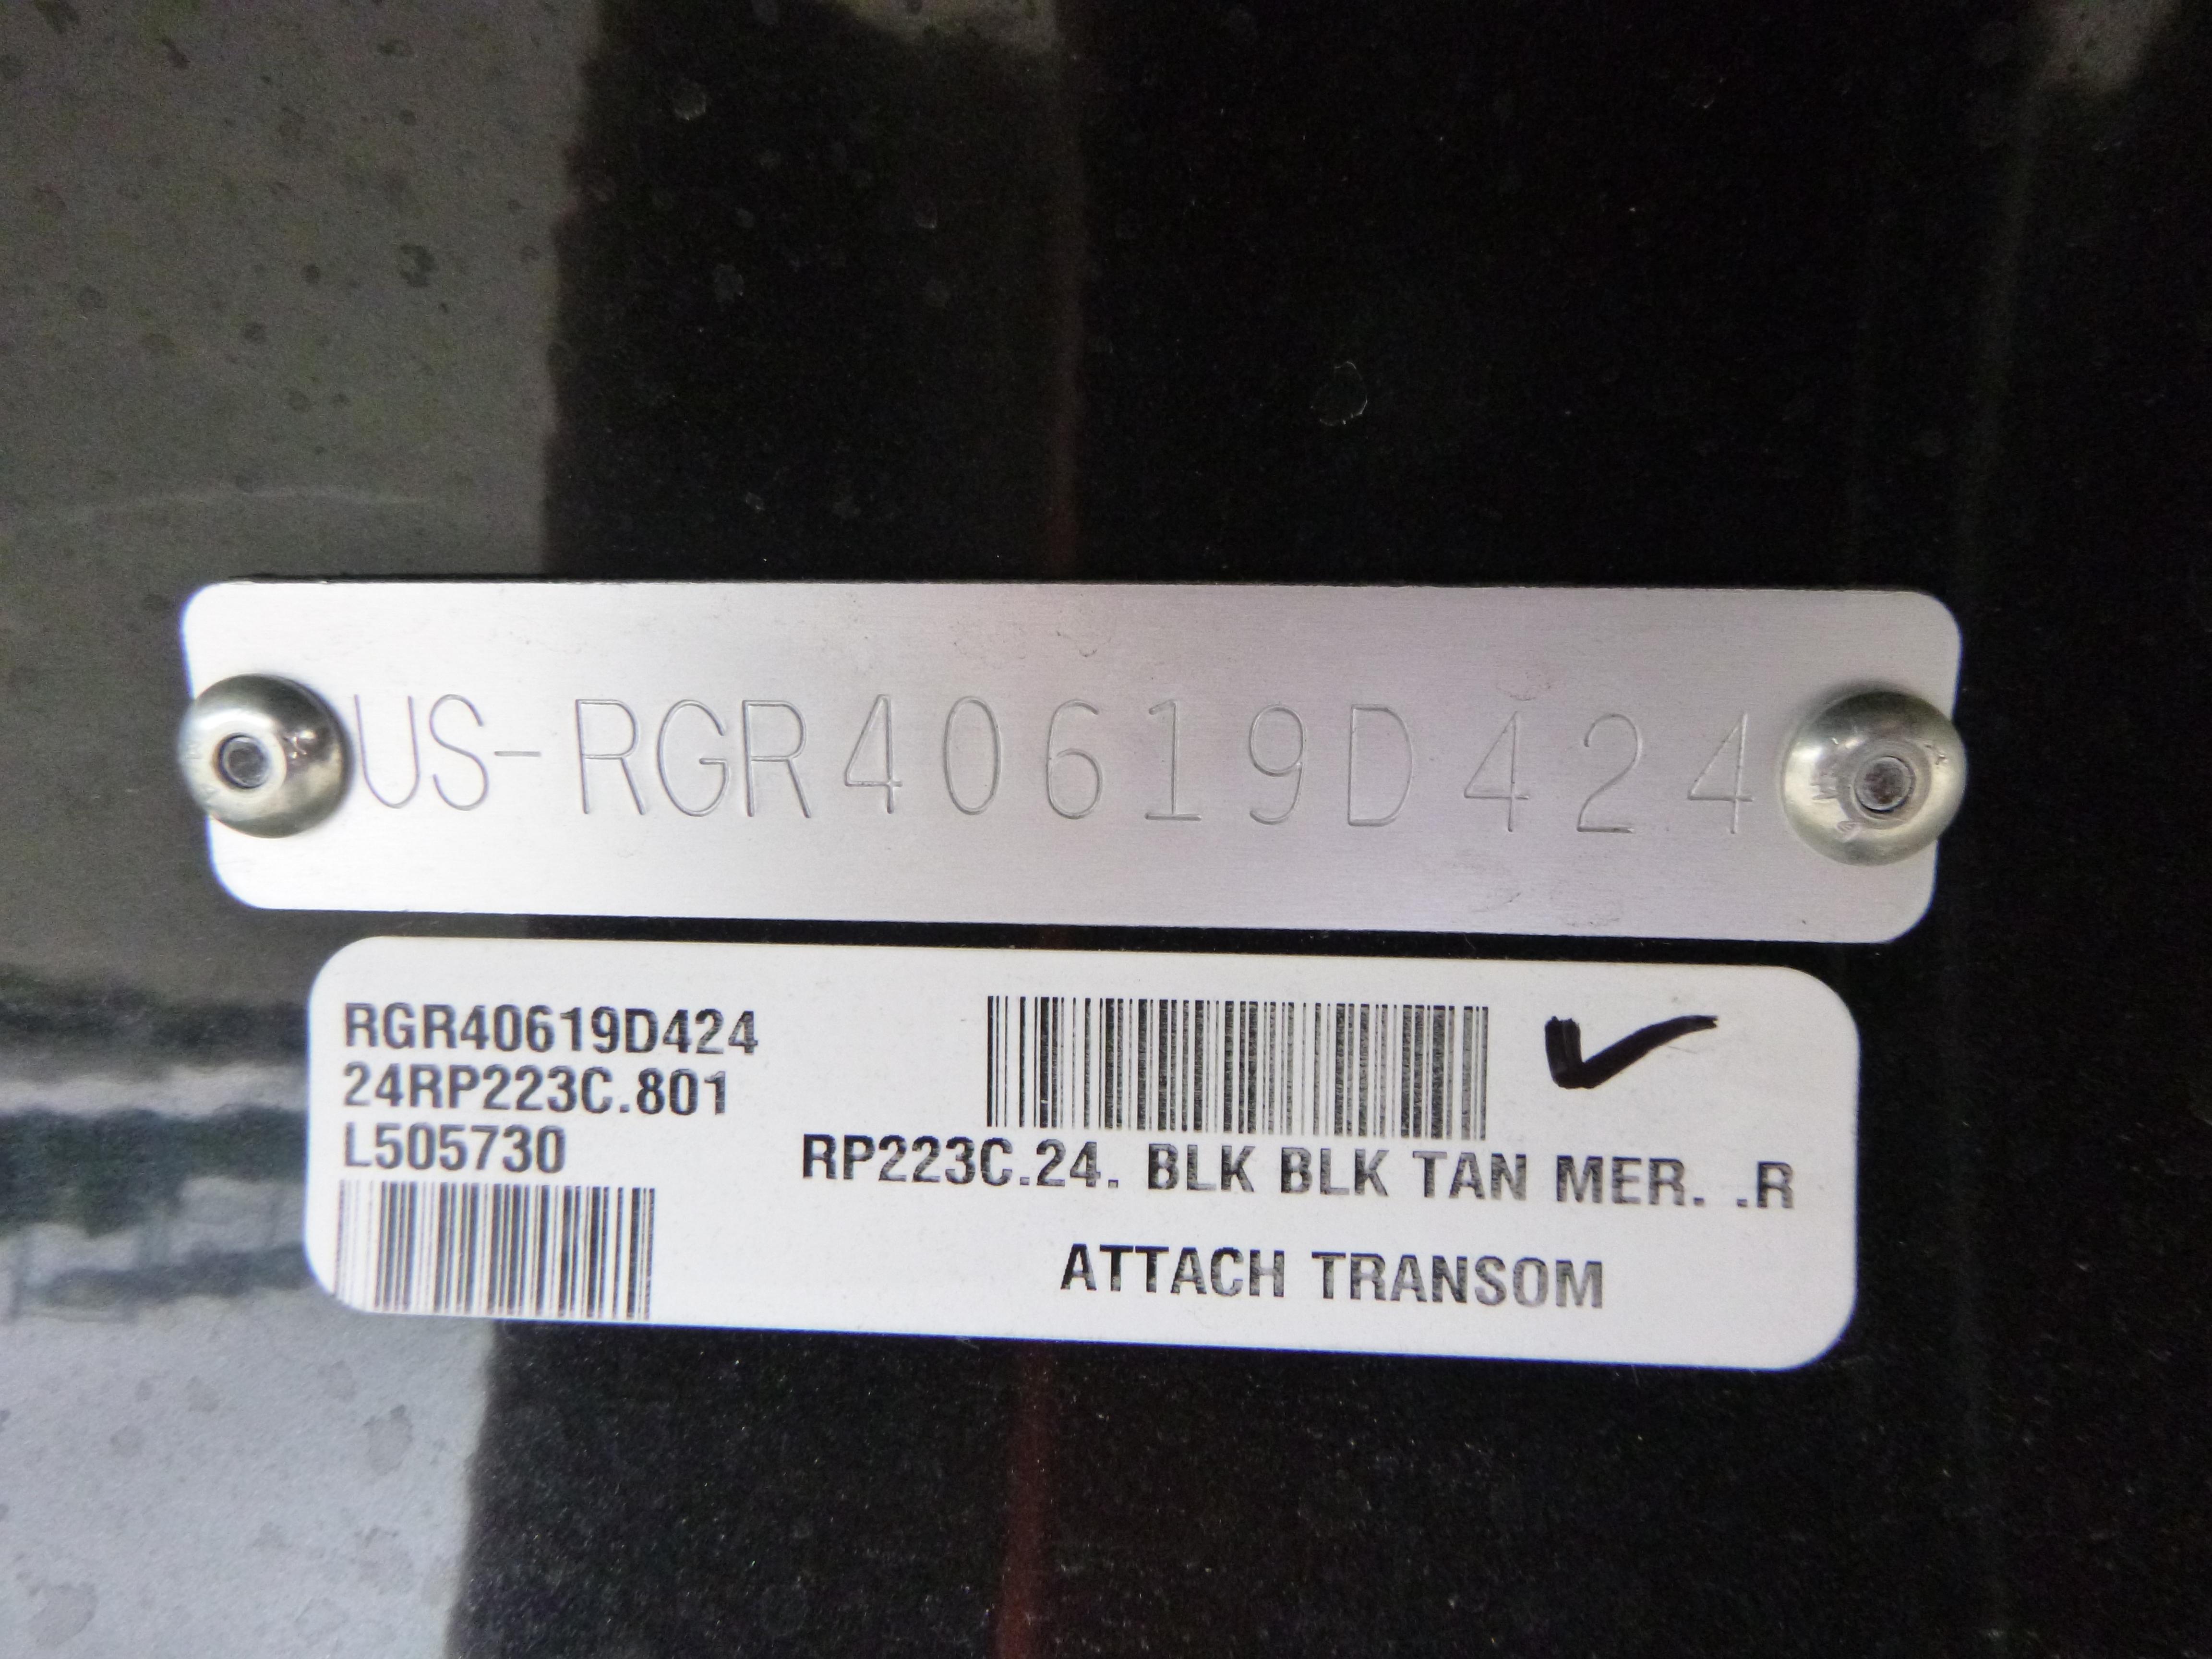 US-RGR40619D424
RGR40619D424
24RP223C.801
L505730
RP223C.24. BLK BLK TAN MER. .R
ATTACH TRANSOM